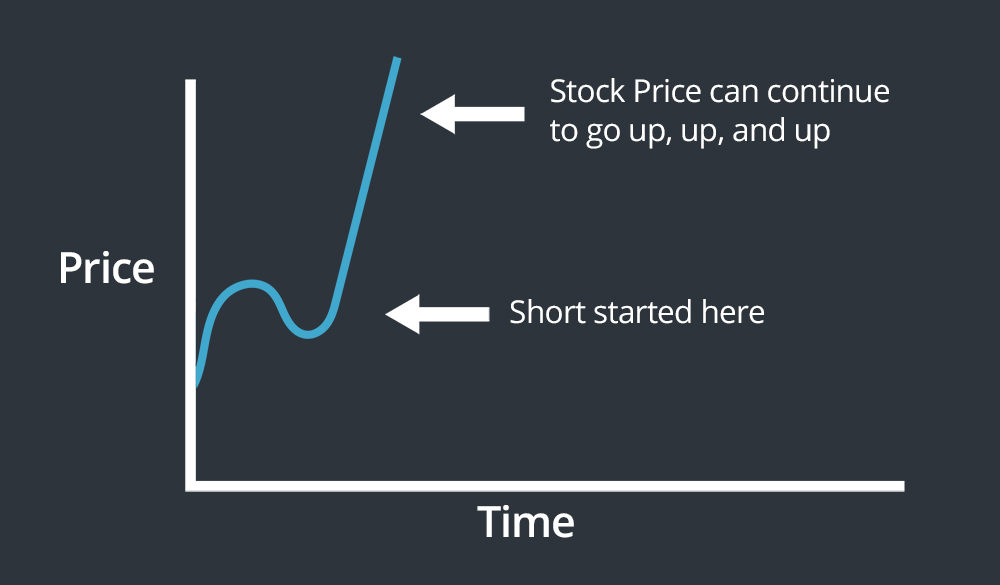 Stock Price can continue
to go up, up, and up
Price
Short started here
Time